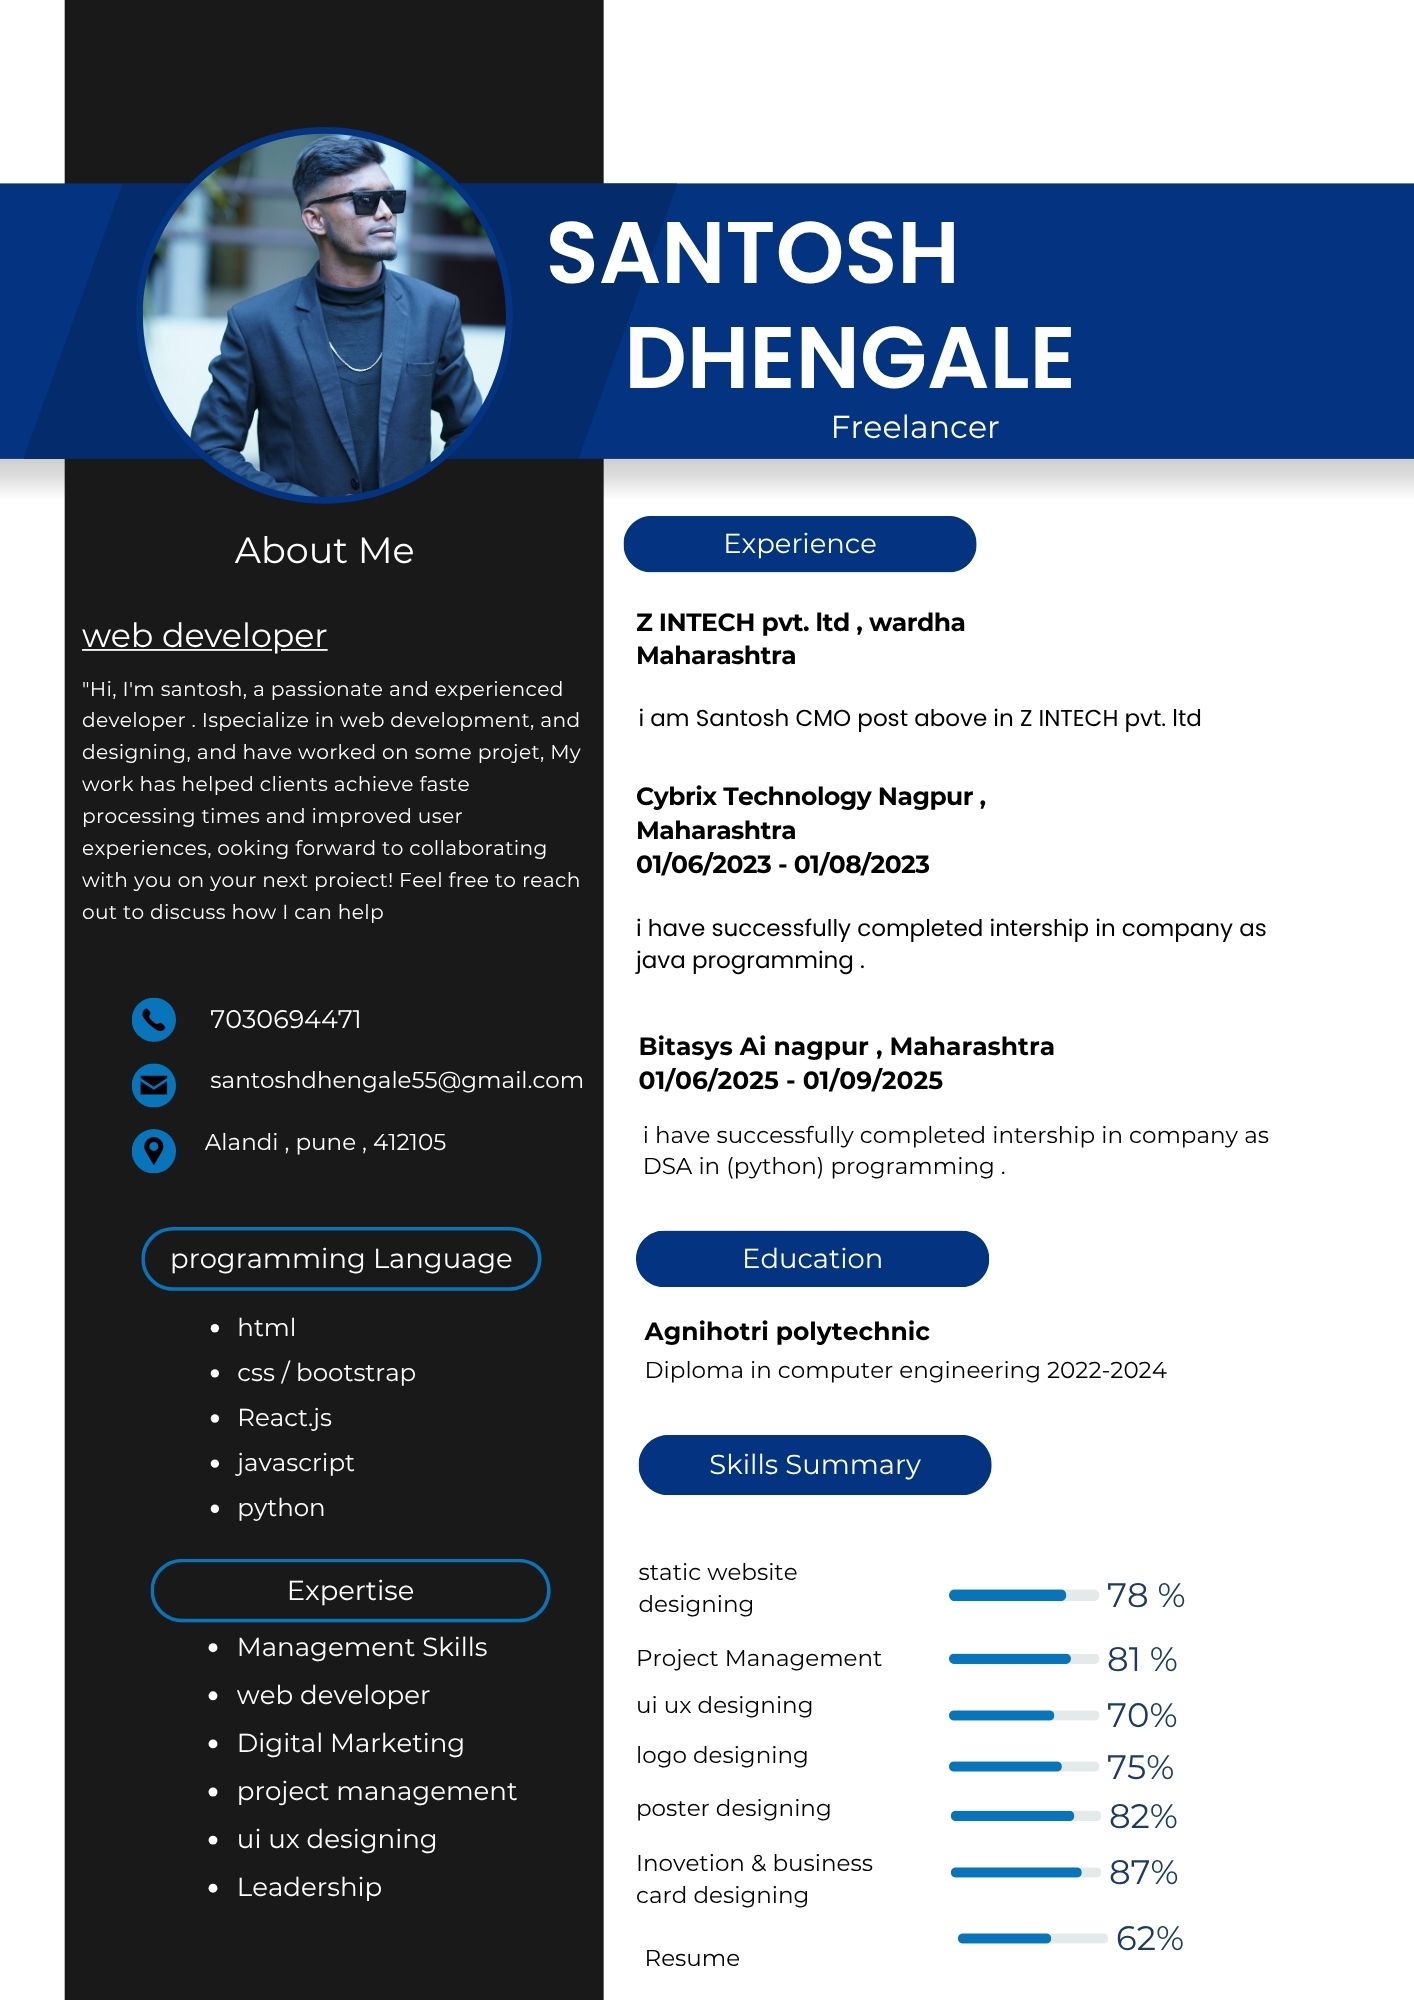 SANTOSH
DHENGALE
Freelancer
About Me
web developer
"Hi, I'm santosh, a passionate and experienced
developer . Ispecialize in web development, and
designing, and have worked on some projet, My
work has helped clients achieve faste
processing times and improved user
experiences, ooking forward to collaborating
with you on your next proiect! Feel free to reach
out to discuss how I can help
7030694471
santoshdhengale55@gmail.com
Alandi , pune , 412105
programming Language
• html
• css / bootstrap
• React.js
• javascript
• python
Expertise
• Management Skills
• web developer
• Digital Marketing
• project management
• ui ux designing
• Leadership
Experience
Z INTECH pvt. ltd , wardha
Maharashtra
i am Santosh CMO post above in Z INTECH pvt. ltd
Cybrix Technology Nagpur ,
Maharashtra
01/06/2023 - 01/08/2023
i have successfully completed intership in company as
java programming .
Bitasys Ai nagpur , Maharashtra
01/06/2025 - 01/09/2025
i have successfully completed intership in company as
DSA in (python) programming .
Education
Agnihotri polytechnic
Diploma in computer engineering 2022-2024
Skills Summary
static website
designing
78 %
Project Management 81 %
ui ux designing 70%
logo designing 75%
poster designing 82%
Inovetion & business
card designing
87%
Resume 62%